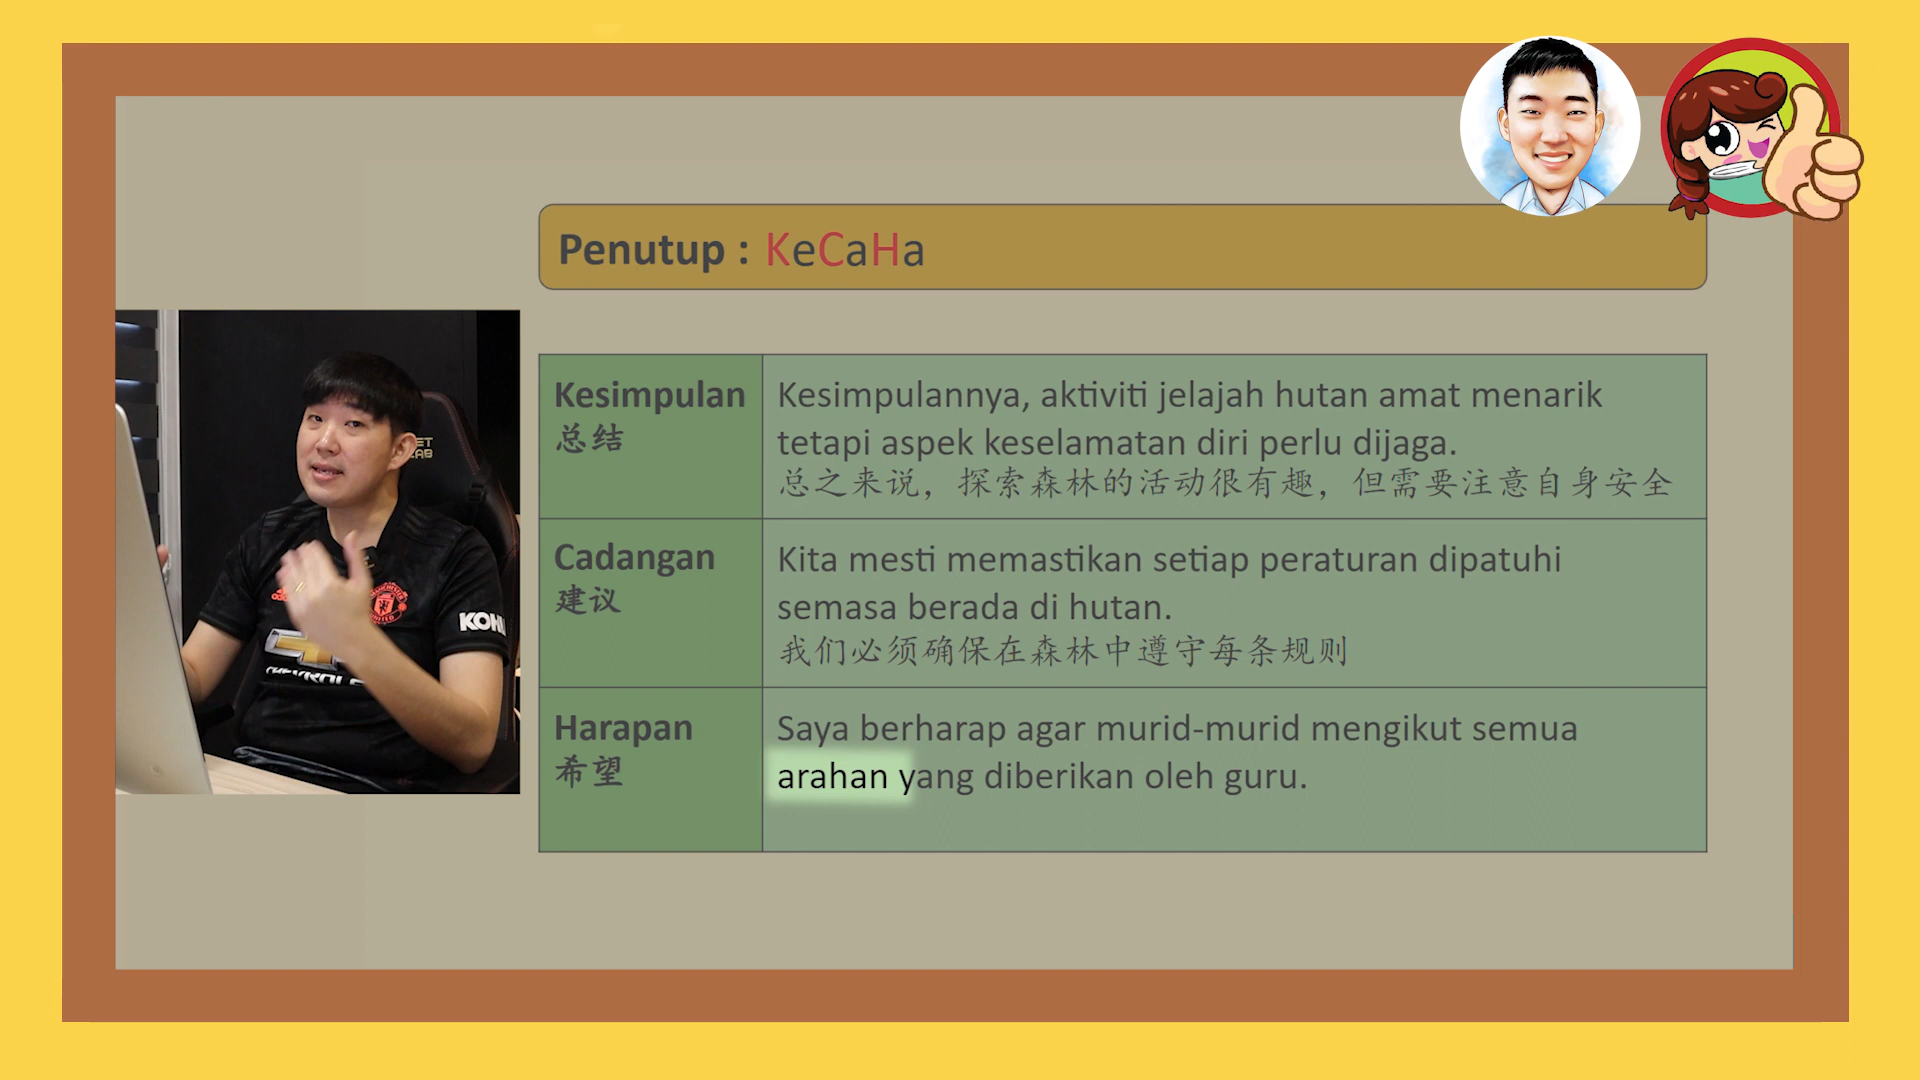 Penutup : KeCaHa
Kesimpulan
总结
Kesimpulannya, aktiviti jelajah hutan amat menarik
tetapi aspek keselamatan diri perlu dijaga.
总之来说，探索森林的活动很有趣，但需要注意自身安全
Cadangan
建议
Kita mesti memastikan setiap peraturan dipatuhi
semasa berada di hutan.
我们必须确保在森林中遵守每条规则
Harapan
希望
Saya berharap agar murid-murid mengikut semua
arahan yang diberikan oleh guru.
KOH
CHEVROLE